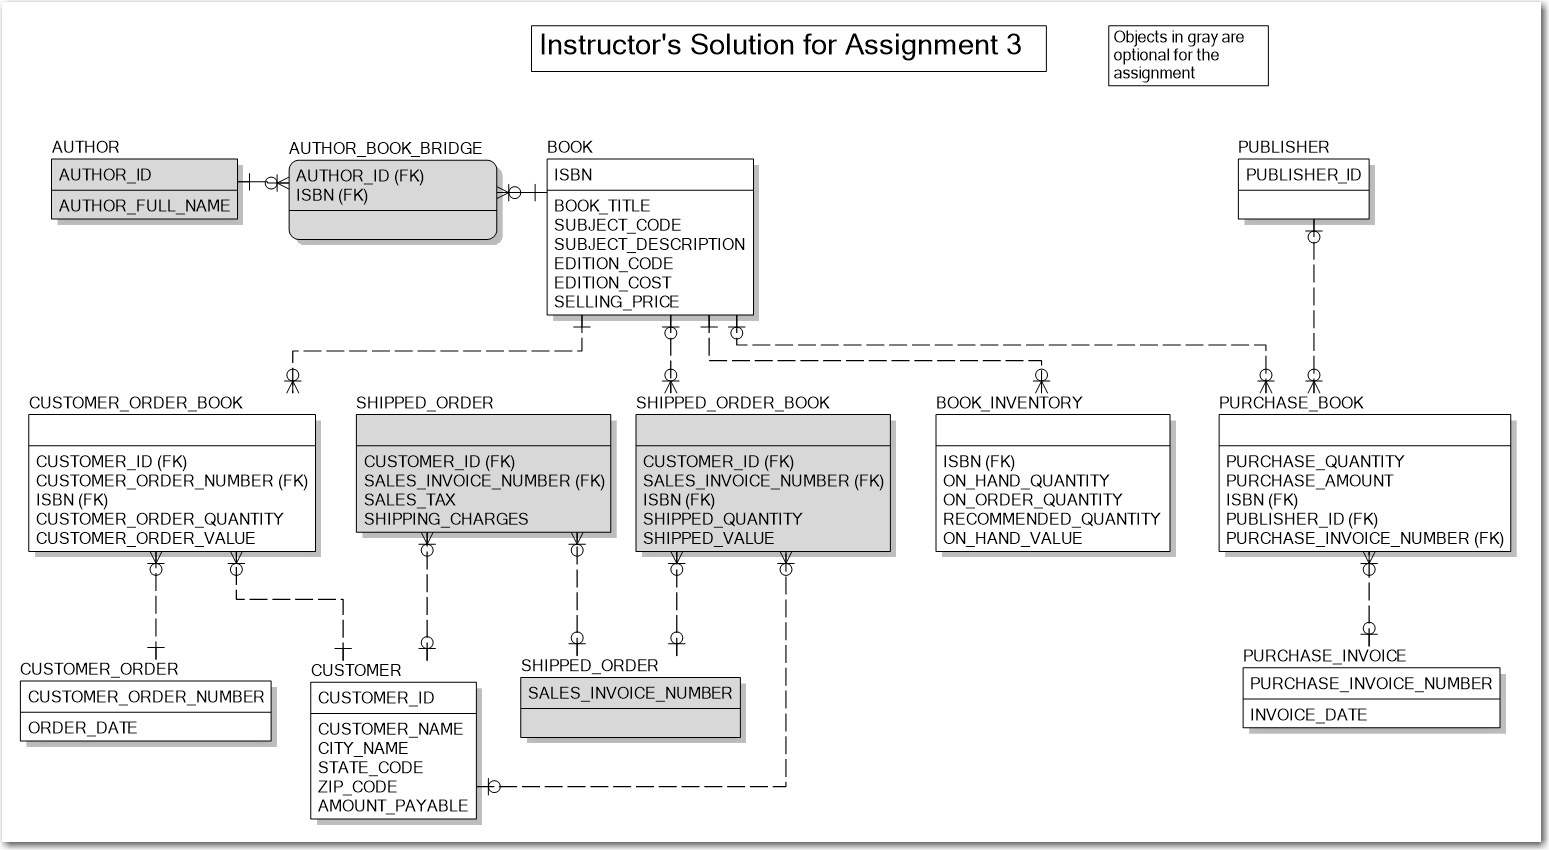 Instructor's Solution for Assignment 3
Objects in gray are
optional for the
assignment
AUTHOR
AUTHOR_ID
AUTHOR_FULL_NAME
AUTHOR_BOOK_BRIDGE
AUTHOR_ID (FK)
ISBN (FK)
BOOK
ISBN
BOOK_TITLE
SUBJECT_CODE
SUBJECT_DESCRIPTION
EDITION_CODE
EDITION_COST
SELLING_PRICE
PUBLISHER
PUBLISHER_ID
CUSTOMER_ORDER_BOOK
CUSTOMER_ID (FK)
CUSTOMER_ORDER_NUMBER (FK)
ISBN (FK)
CUSTOMER_ORDER_QUANTITY
CUSTOMER_ORDER_VALUE
SHIPPED_ORDER
CUSTOMER_ID (FK)
SALES_INVOICE_NUMBER (FK)
SALES_TAX
SHIPPING_CHARGES
SHIPPED_ORDER_BOOK
CUSTOMER_ID (FK)
SALES_INVOICE_NUMBER (FK)
ISBN (FK)
SHIPPED_QUANTITY
SHIPPED_VALUE
BOOK_INVENTORY
ISBN (FK)
ON_HAND_QUANTITY
ON_ORDER_QUANTITY
RECOMMENDED_QUANTITY
ON_HAND_VALUE
PURCHASE_BOOK
PURCHASE_QUANTITY
PURCHASE_AMOUNT
ISBN (FK)
PUBLISHER_ID (FK)
PURCHASE_INVOICE_NUMBER (FK)
CUSTOMER_ORDER
CUSTOMER_ORDER_NUMBER
ORDER_DATE
CUSTOMER
CUSTOMER_ID
CUSTOMER_NAME
CITY_NAME
STATE_CODE
ZIP_CODE
AMOUNT_PAYABLE
SHIPPED_ORDER
SALES_INVOICE_NUMBER
PURCHASE_INVOICE
PURCHASE_INVOICE_NUMBER
INVOICE_DATE